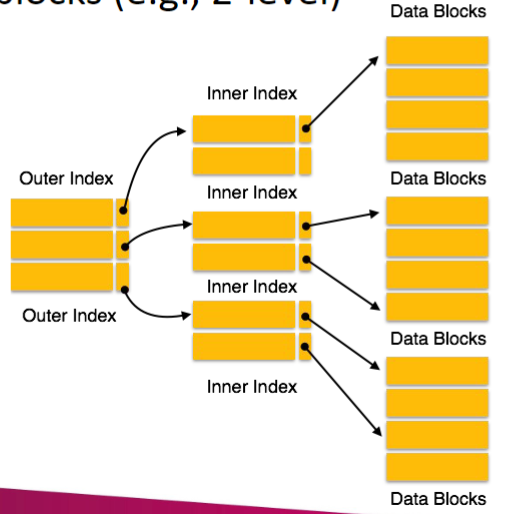 blocks (e.g., 2-level)
Data Blocks
Inner Index
Outer Index
Data Blocks
Inner Index
Inner Index
Outer Index
Data Blocks
Inner Index
Data Blocks